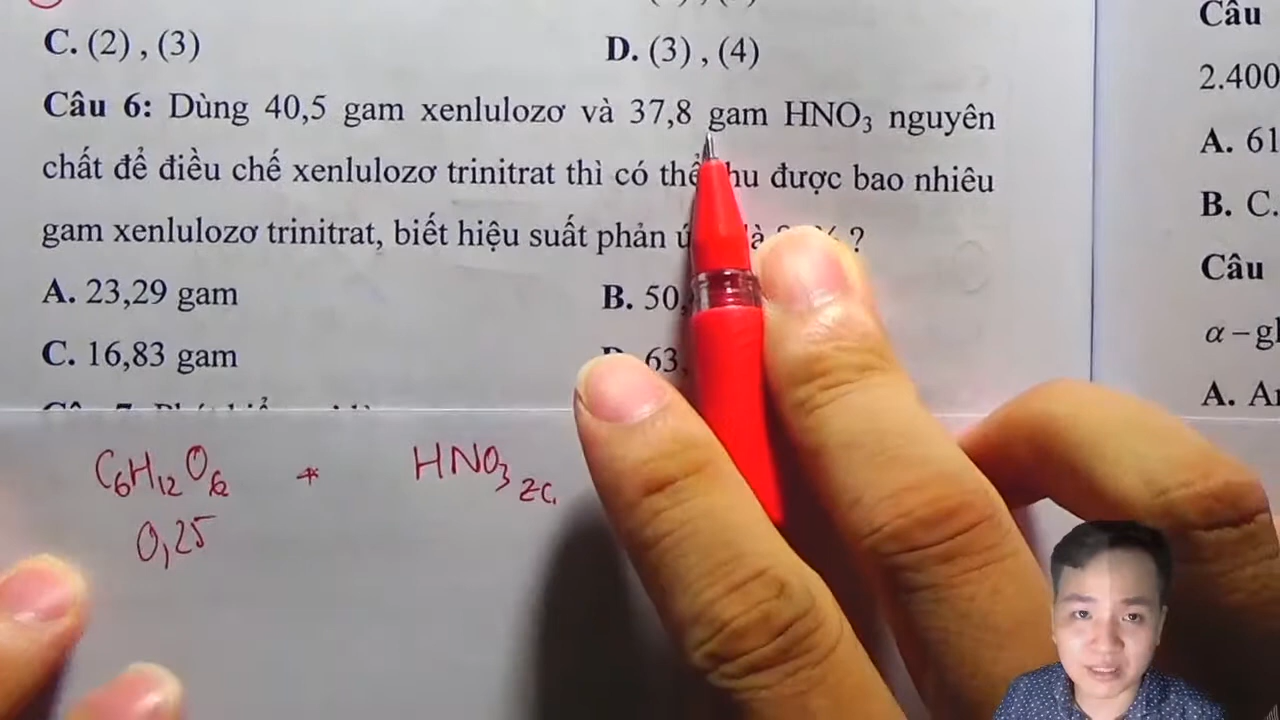 C. (2) , (3)
D. (3) , (4)
Câu 6: Dùng 40,5 gam xenlulozơ và 37,8 gam HNO₃ nguyên
chất để điều chế xenlulozơ trinitrat thì có thể thu được bao nhiêu
gam xenlulozơ trinitrat, biết hiệu suất phản
A. 23,29 gam
B. 50,
C. 16,83 gam
63,
C₆H₁₂O₆ + HNO₃
0,25
Câu
2.400
A. 61
B. C.
Câu
α – gl
A. Ar